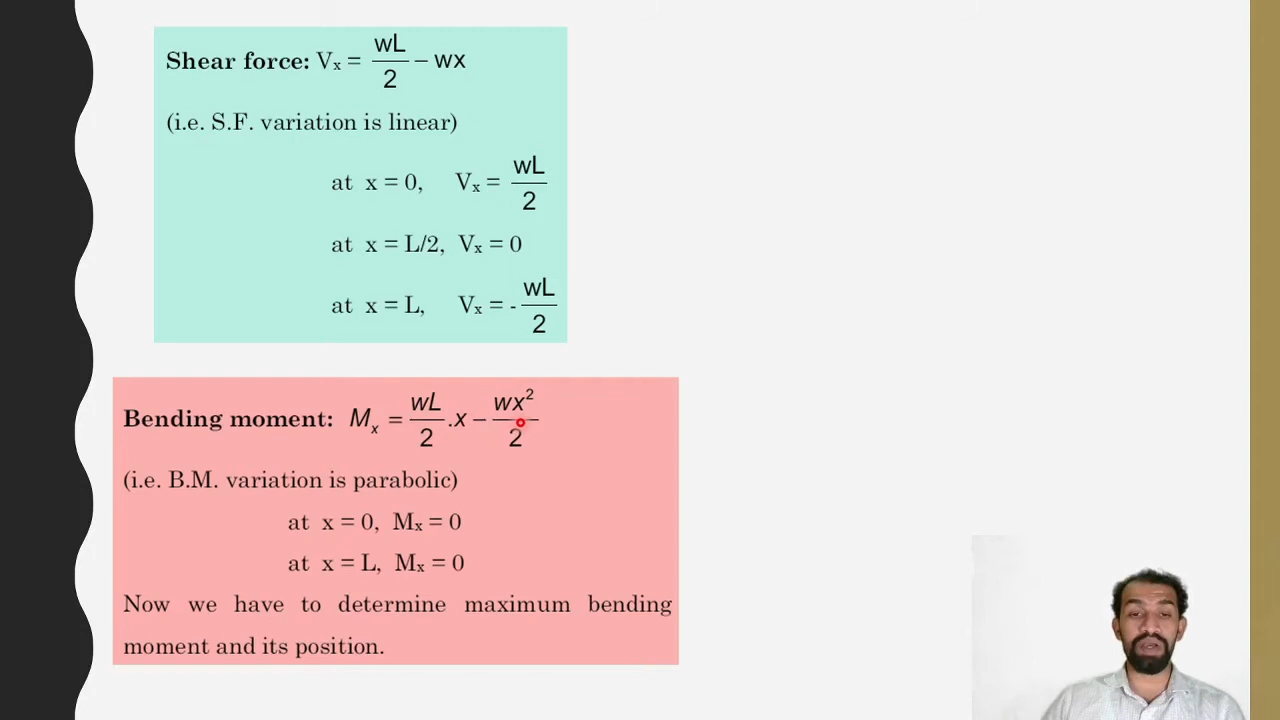 Shear force: Vₓ = wL/2 − wx
(i.e. S.F. variation is linear)
at x = 0, Vₓ = wL/2
at x = L/2, Vₓ = 0
at x = L, Vₓ = - wL/2
Bending moment: Mₓ = wL/2 .x − wx²/2
(i.e. B.M. variation is parabolic)
at x = 0, Mₓ = 0
at x = L, Mₓ = 0
Now we have to determine maximum bending
moment and its position.